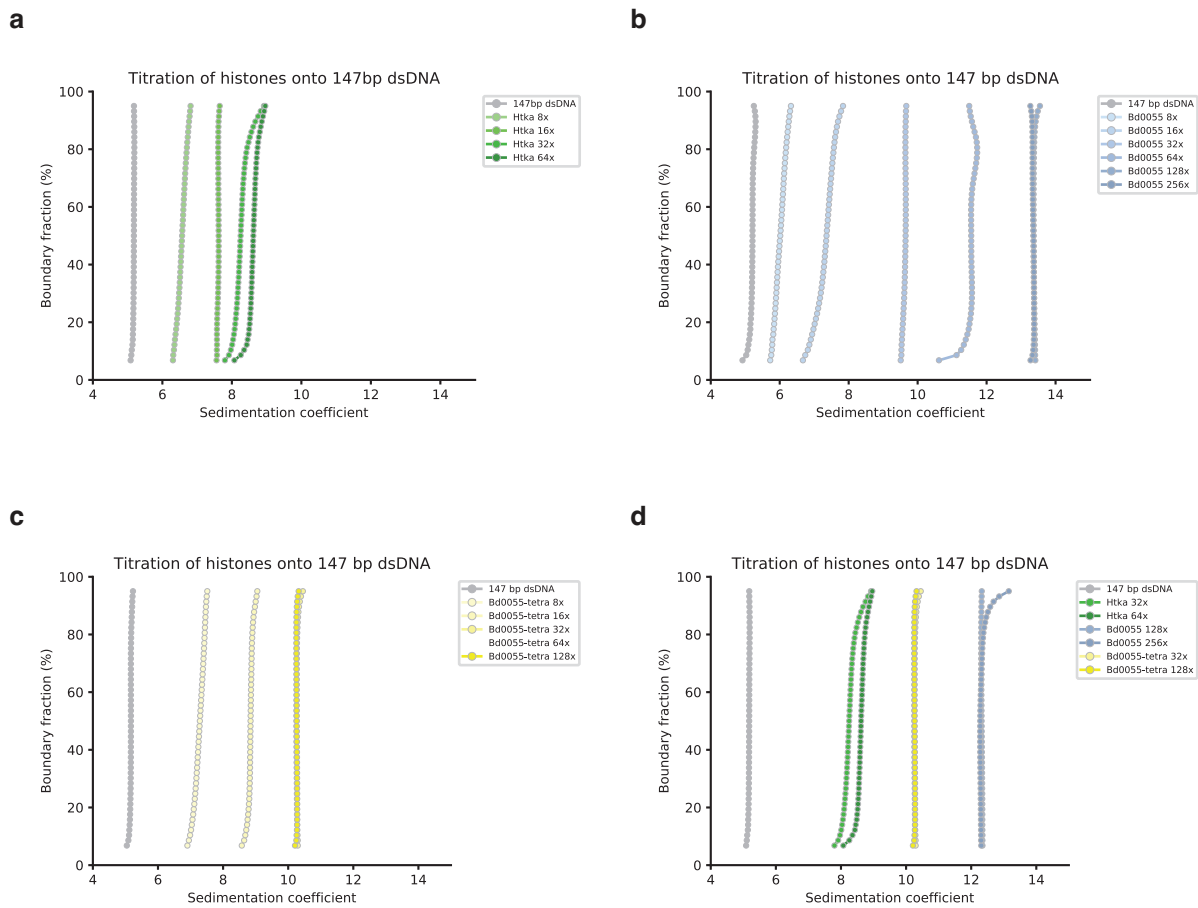 a
Titration of histones onto 147bp dsDNA
Boundary fraction (%)
100
80
60
40
20
0
4 6 8 10 12 14
Sedimentation coefficient
147bp dsDNA
Htka 8x
Htka 16x
Htka 32x
Htka 64x
b
Titration of histones onto 147 bp dsDNA
Boundary fraction (%)
100
80
60
40
20
0
4 6 8 10 12 14
Sedimentation coefficient
147 bp dsDNA
Bd0055 8x
Bd0055 16x
Bd0055 32x
Bd0055 64x
Bd0055 128x
Bd0055 256x
c
Titration of histones onto 147 bp dsDNA
Boundary fraction (%)
100
80
60
40
20
0
4 6 8 10 12 14
Sedimentation coefficient
147 bp dsDNA
Bd0055-tetra 8x
Bd0055-tetra 16x
Bd0055-tetra 32x
Bd0055-tetra 64x
Bd0055-tetra 128x
d
Titration of histones onto 147 bp dsDNA
Boundary fraction (%)
100
80
60
40
20
0
4 6 8 10 12 14
Sedimentation coefficient
147 bp dsDNA
Htka 32x
Htka 64x
Bd0055 128x
Bd0055 256x
Bd0055-tetra 32x
Bd0055-tetra 128x